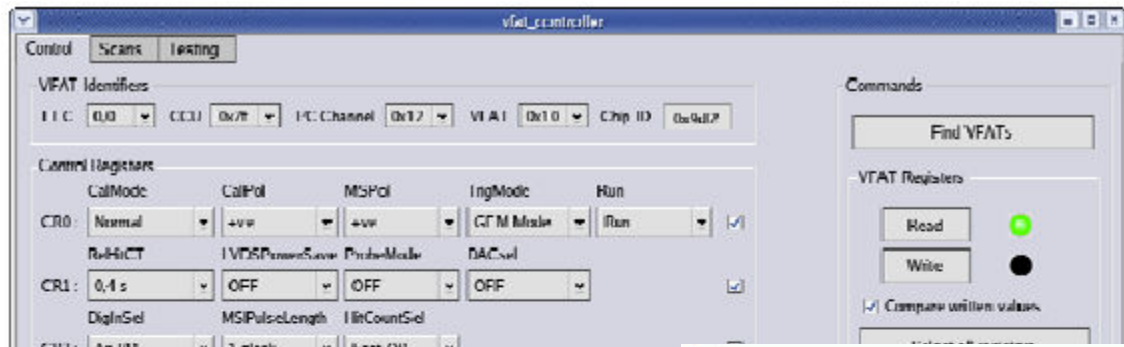 vfat_controller
Control Scans Testing
VFAT Identifiers
FEC 0,0 CCU 0x7f I²C Channel 0x12 VFAT 0x10 Chip ID
Commands
Find VFATs
Control Registers
CalMode CalPol MSPol TrigMode Run
CR0: Normal +ve +ve GEM Mode Run
VFAT Registers
Read
Write
ReHitCT LVDSPowerSave ProbeMode DACsel
CR1: 0,4 s OFF OFF OFF
Compare written values
DigInSel MSPulseLength HitCountSel